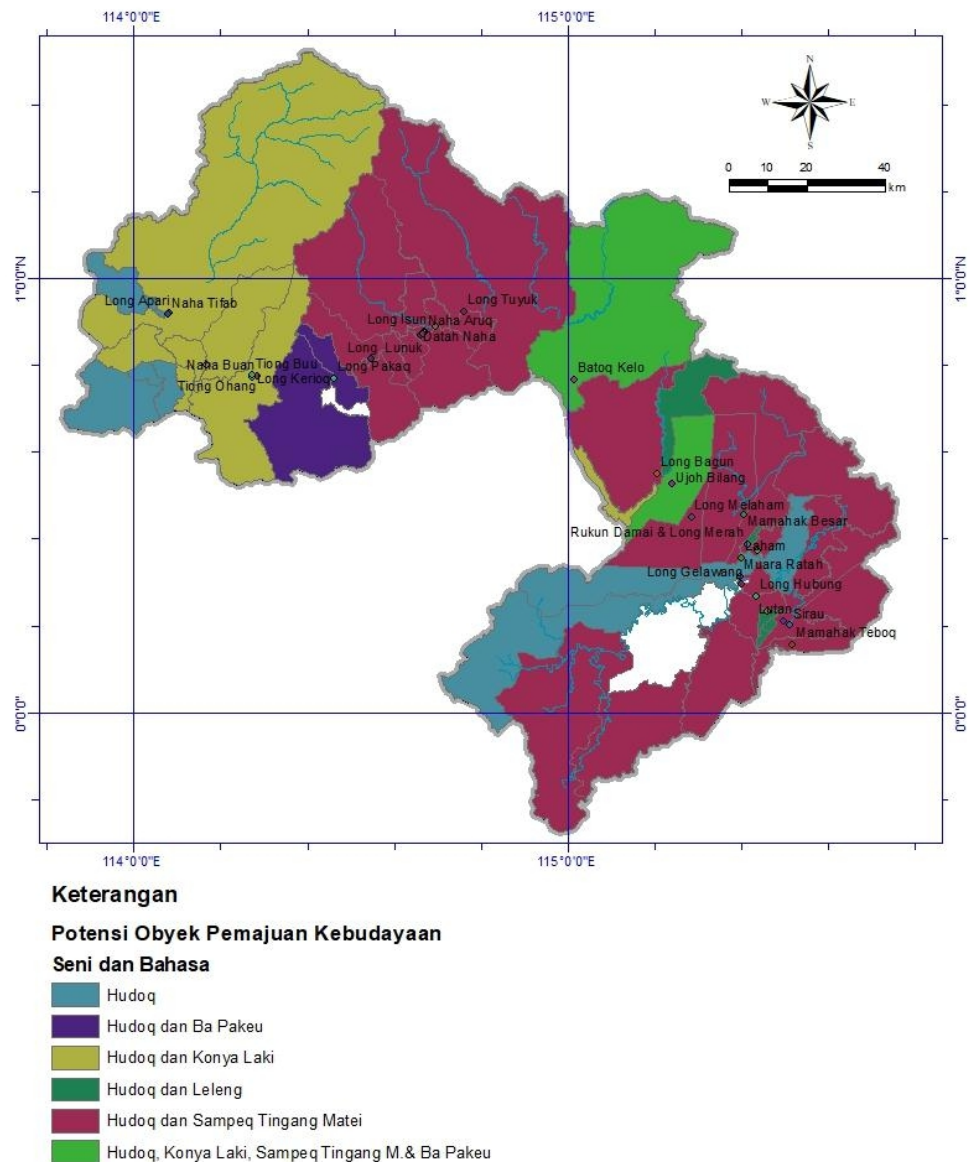 114°0'0"E 115°0'0"E
N
W E
S
0 10 20 40
km
1°0'0"N 1°0'0"N
Long Apari Naha Tifab
Long Tuyuk
Long Isun Naha Aruq
Datah Naha
Long Lunuk
Naha Buan Tiong Buu Long Pakaq
Tiong Ohang Long Kerioq
Batoq Kelo
Long Bagun
Ujoh Bilang
Long Melaham
Mamahak Besar
Rukun Damai & Long Merah
Laham
Muara Ratah
Long Gelawang
Long Hubung
Lutan Sirau
Mamahak Teboq
0°0'0" 0°0'0"
114°0'0"E 115°0'0"E
Keterangan
Potensi Obyek Pemajuan Kebudayaan
Seni dan Bahasa
Hudoq
Hudoq dan Ba Pakeu
Hudoq dan Konya Laki
Hudoq dan Leleng
Hudoq dan Sampeq Tingang Matei
Hudoq, Konya Laki, Sampeq Tingang M.& Ba Pakeu